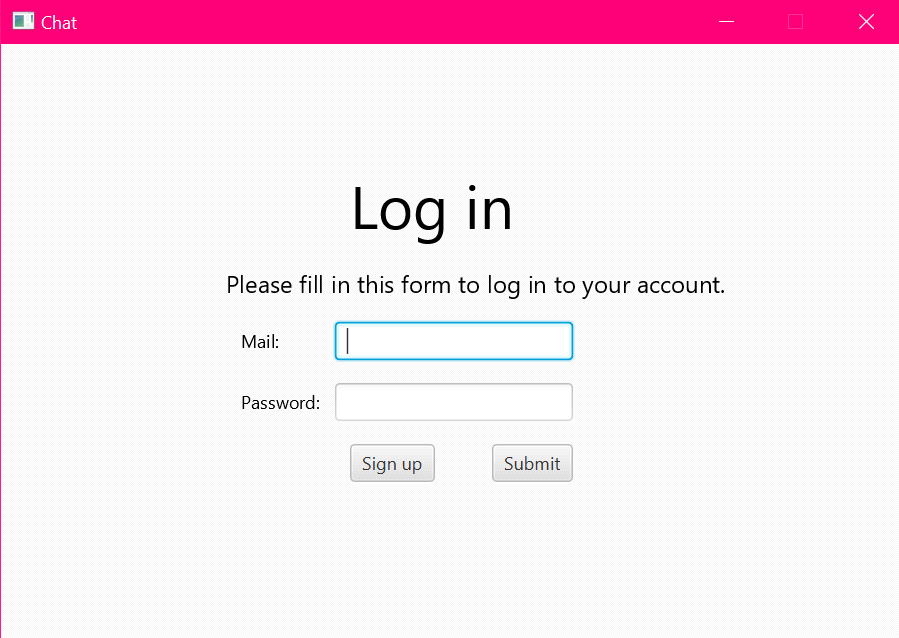 Chat
Log in
Please fill in this form to log in to your account.
Mail:
Password:
Sign up Submit